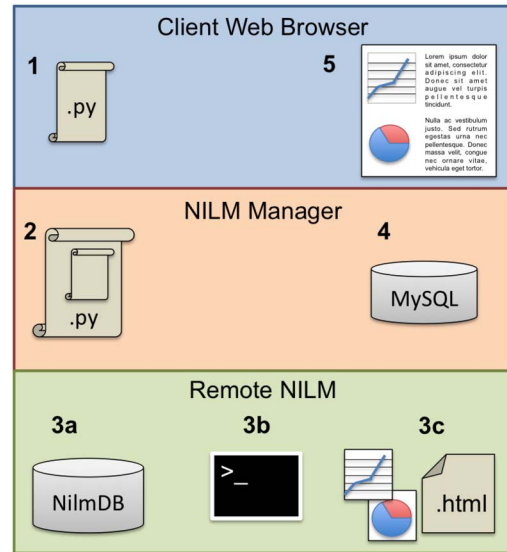 Client Web Browser
1
.py
5
Lorem ipsum dolor
sit amet, consectetur
adipiscing elit.
Donec sit amet
augue vel turpis
pellentesque
tincidunt.
Nulla ac vestibulum
justo. Sed rutrum
egestas urna nec
pellentesque. Donec
massa velit, congue
nec ornare vitae,
vehicula eget tortor.
NILM Manager
2
.py
4
MySQL
Remote NILM
3a
NilmDB
3b
>_
3c
.html